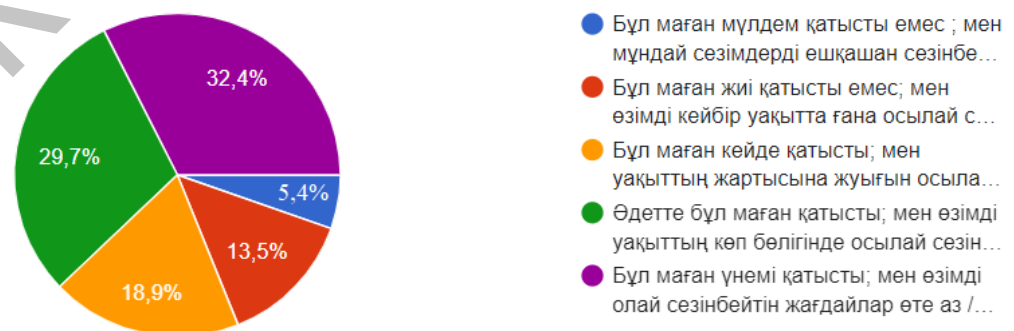 32,4%
29,7%
5,4%
13,5%
18,9%
Бұл маған мүлдем қатысты емес ; мен
мұндай сезімдерді ешқашан сезінбе...
Бұл маған жиі қатысты емес; мен
өзімді кейбір уақытта ғана осылай с...
Бұл маған кейде қатысты; мен
уақыттың жартысына жуығын осыла...
Әдетте бұл маған қатысты; мен өзімді
уақыттың көп бөлігінде осылай сезін...
Бұл маған үнемі қатысты; мен өзімді
олай сезінбейтін жағдайлар өте аз /...